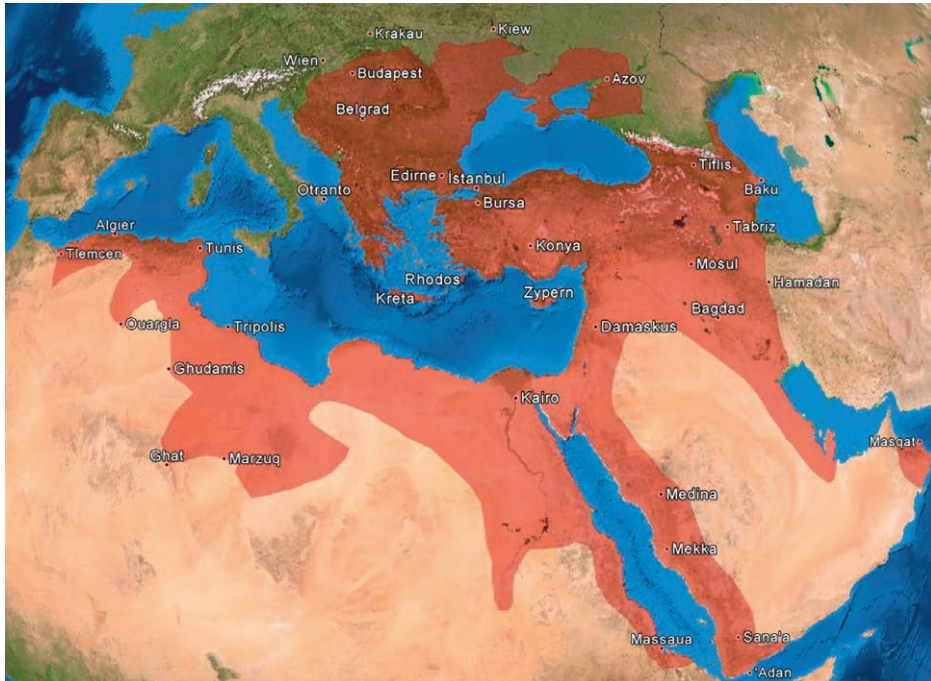 Krakau
Kiew
Wien
Budapest
Azov
Belgrad
Tiflis
Edirne
İstanbul
Baku
Otranto
Bursa
Algier
Tabriz
Tlemcen
Tunis
Konya
Mosul
Rhodos
Hamadan
Kreta
Zypern
Bagdad
Ouargla
Tripolis
Damaskus
Ghudamis
Kairo
Masqat
Ghat
Marzuq
Medina
Mekka
Massaua
Sana'a
'Adan